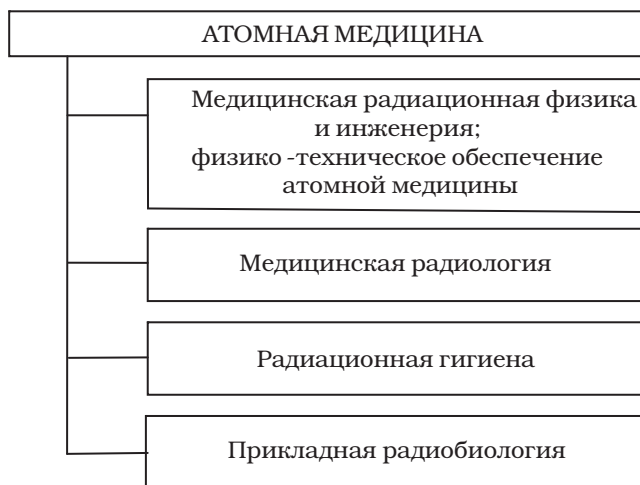 АТОМНАЯ МЕДИЦИНА
Медицинская радиационная физика
и инженерия;
физико -техническое обеспечение
атомной медицины
Медицинская радиология
Радиационная гигиена
Прикладная радиобиология